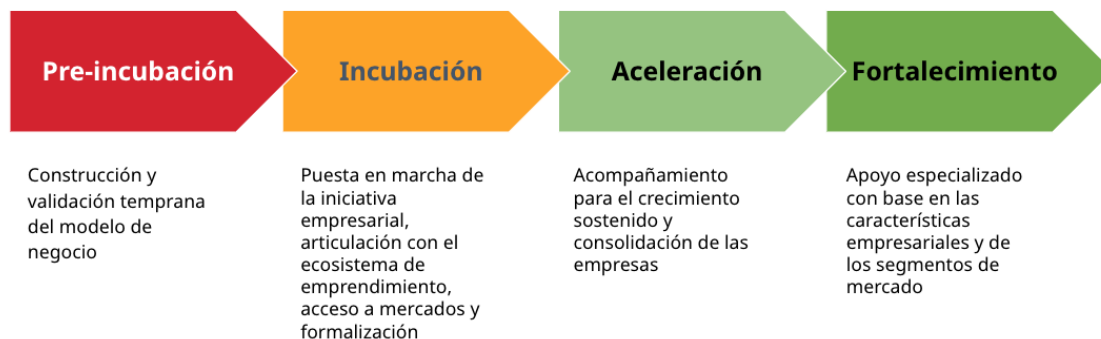 Pre-incubación
Incubación
Aceleración
Fortalecimiento
Construcción y
validación temprana
del modelo de
negocio
Puesta en marcha de
la iniciativa
empresarial,
articulación con el
ecosistema de
emprendimiento,
acceso a mercados y
formalización
Acompañamiento
para el crecimiento
sostenido y
consolidación de las
empresas
Apoyo especializado
con base en las
características
empresariales y de
los segmentos de
mercado